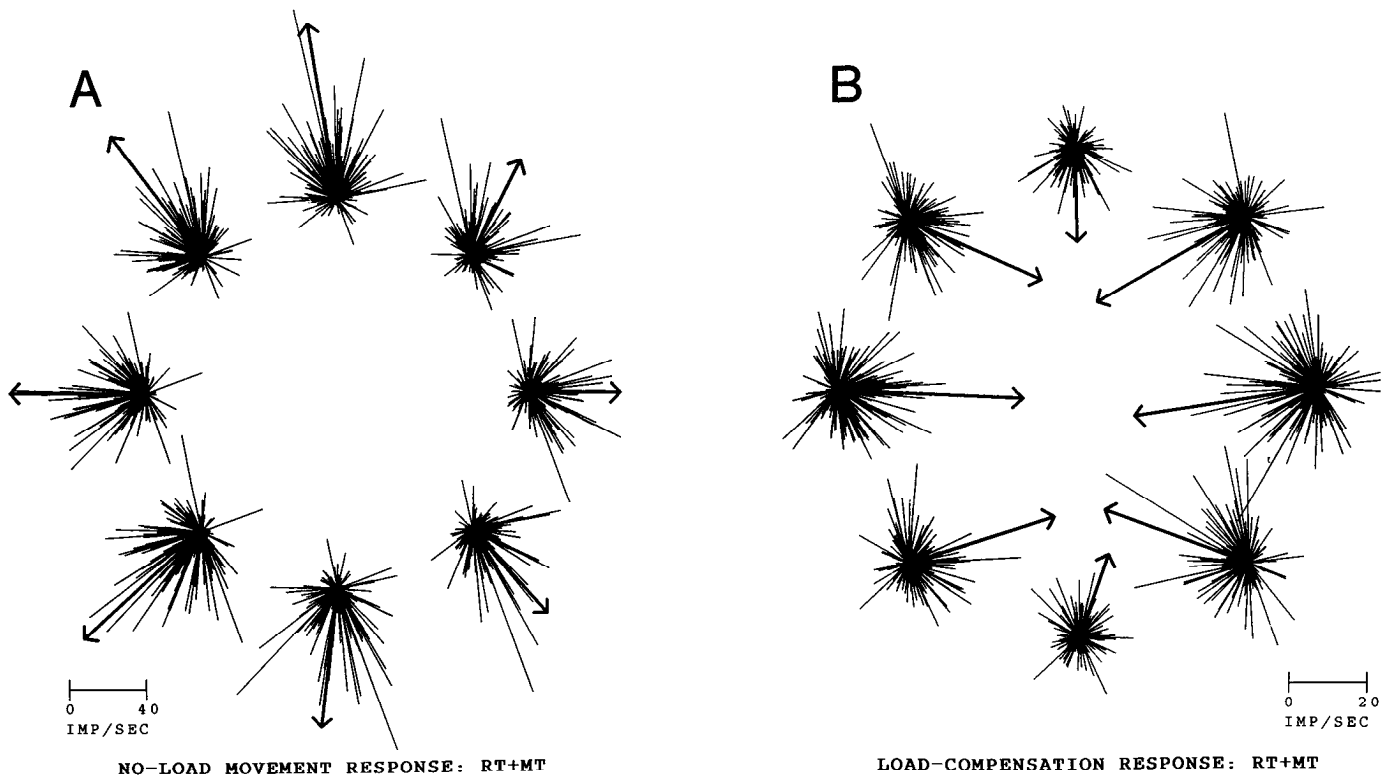 A
B
0 40
IMP/SEC
0 20
IMP/SEC
NO-LOAD MOVEMENT RESPONSE: RT+MT
LOAD-COMPENSATION RESPONSE: RT+MT